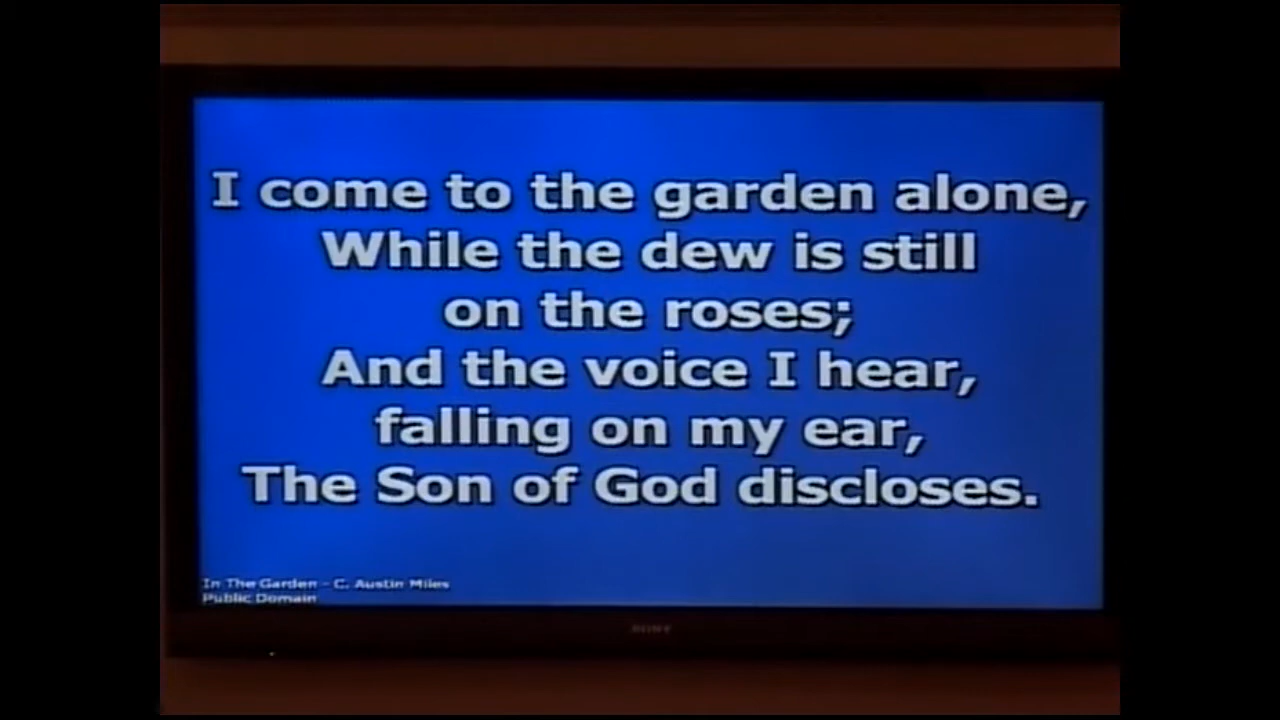 I come to the garden alone,
While the dew is still
on the roses;
And the voice I hear,
falling on my ear,
The Son of God discloses.
In The Garden - C. Austin Miles
Public Domain
SONY